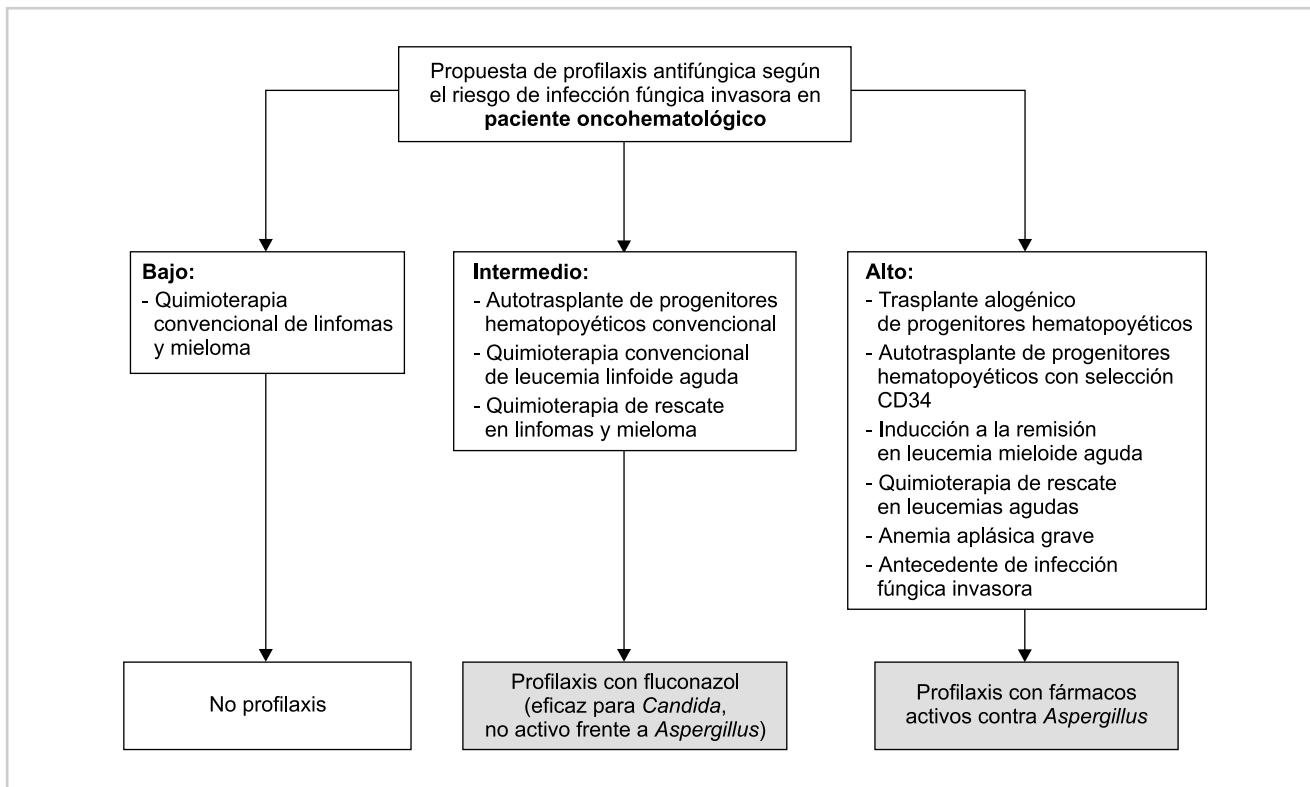 Propuesta de profilaxis antifúngica según
el riesgo de infección fúngica invasora en
paciente oncohematológico
Bajo:
- Quimioterapia
convencional de linfomas
y mieloma
Intermedio:
- Autotrasplante de progenitores
hematopoyéticos convencional
- Quimioterapia convencional
de leucemia linfoide aguda
- Quimioterapia de rescate
en linfomas y mieloma
Alto:
- Trasplante alogénico
de progenitores hematopoyéticos
- Autotrasplante de progenitores
hematopoyéticos con selección
CD34
- Inducción a la remisión
en leucemia mieloide aguda
- Quimioterapia de rescate
en leucemias agudas
- Anemia aplásica grave
- Antecedente de infección
fúngica invasora
No profilaxis
Profilaxis con fluconazol
(eficaz para Candida,
no activo frente a Aspergillus)
Profilaxis con fármacos
activos contra Aspergillus